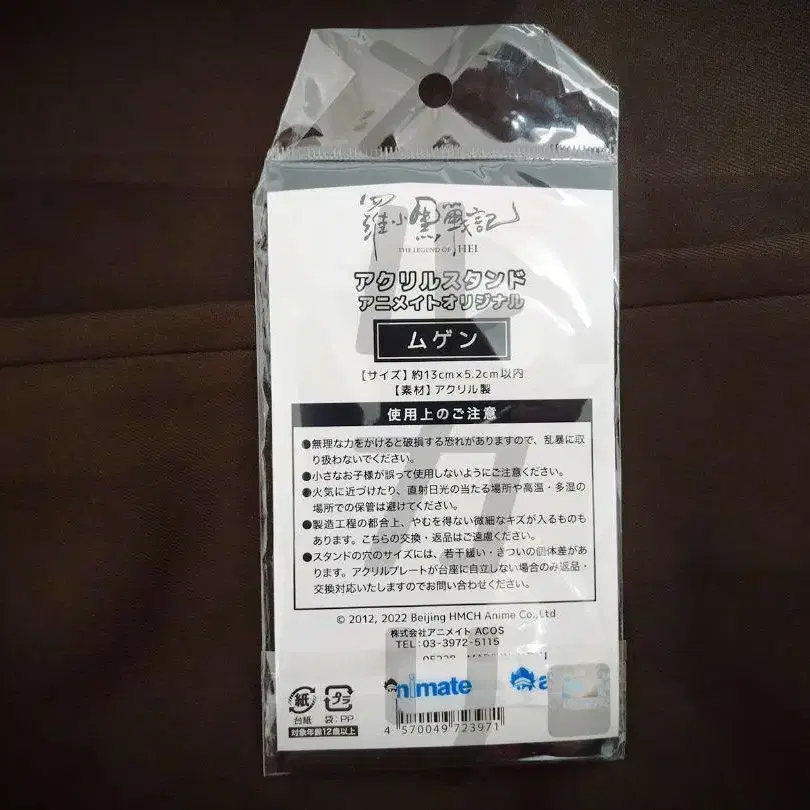 羅小黒戦記
THE LEGEND OF HEI
アクリルスタンド
アニメイトオリジナル
ムゲン
【サイズ】約13cm×5.2cm以内
【素材】アクリル製
使用上のご注意
●無理な力をかけると破損する恐れがありますので、乱暴に取
り扱わないでください。
●小さなお子様が誤って使用しないようにご注意ください。
●火気に近づけたり、直射日光の当たる場所や高温・多湿の
場所での保管は避けてください。
●製造工程の都合上、やむを得ない微細なキズが入るものも
あります。こちらの交換・返品はご遠慮ください。
●スタンドの穴のサイズには、若干緩い・きついの個体差があ
ります。アクリルプレートが台座に自立しない場合のみ返品・
交換対応いたしますのでお問い合わせください。
© 2012, 2022 Beijing HMCH Anime Co.,Ltd
株式会社アニメイト ACOS
TEL:03-3972-5115
animate
紙 プラ
台紙 袋:PP
対象年齢12歳以上
4 570049 723971